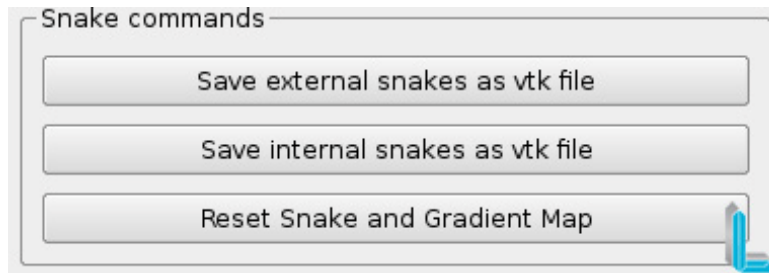 Snake commands
Save external snakes as vtk file
Save internal snakes as vtk file
Reset Snake and Gradient Map